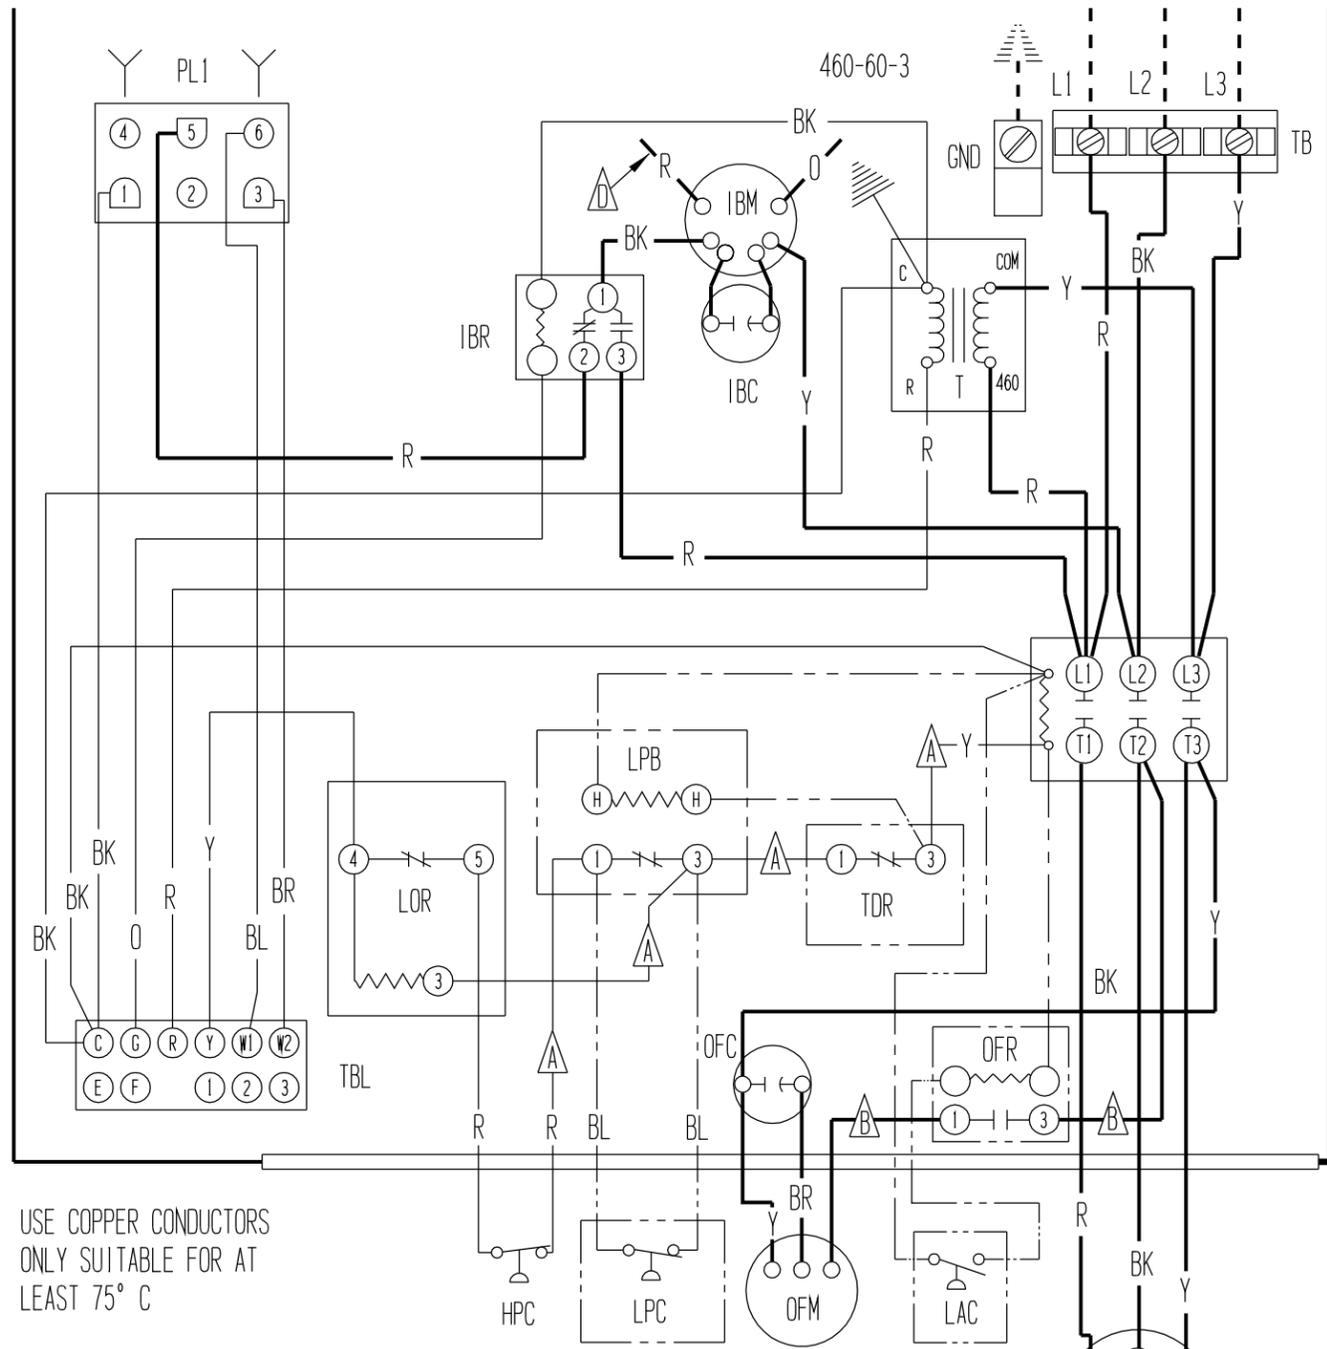 460-60-3
PL1
L1 L2 L3
4 5 6
BK
GND
TB
R O
IBM
1 2 3
D
Y
BK
COM
C
BK
1
Y
IBR
R
2 3
IBC
R T 460
Y
R
R
R
R
L1 L2 L3
LPB
A Y
T1 T2 T3
H H
BK Y
4 5
1 3
A
1 3
BK R BR
LOR
TDR
Y
BK O BL
A
3
BK
C G R Y W1 W2
A
OFC
OFR
E F 1 2 3
TBL
R R BL BL
B
1 3
B
BR
Y
R
USE COPPER CONDUCTORS
ONLY SUITABLE FOR AT
LEAST 75° C
BK
Y
HPC
LPC
OFM
LAC